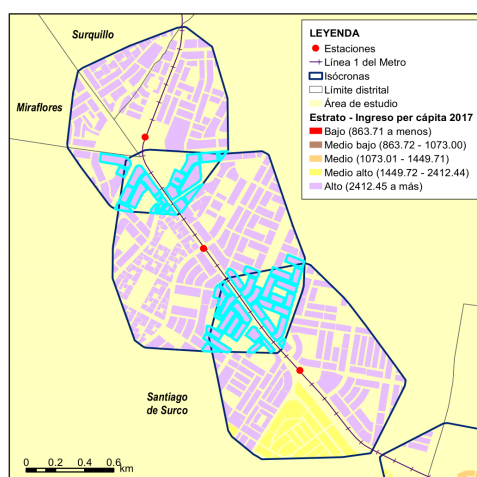 Surquillo
Miraflores
Santiago
de Surco
LEYENDA
Estaciones
Línea 1 del Metro
Isócronas
Límite distrital
Área de estudio
Estrato - Ingreso per cápita 2017
Bajo (863.71 a menos)
Medio bajo (863.72 - 1073.00)
Medio (1073.01 - 1449.71)
Medio alto (1449.72 - 2412.44)
Alto (2412.45 a más)
0 0.2 0.4 0.6
km